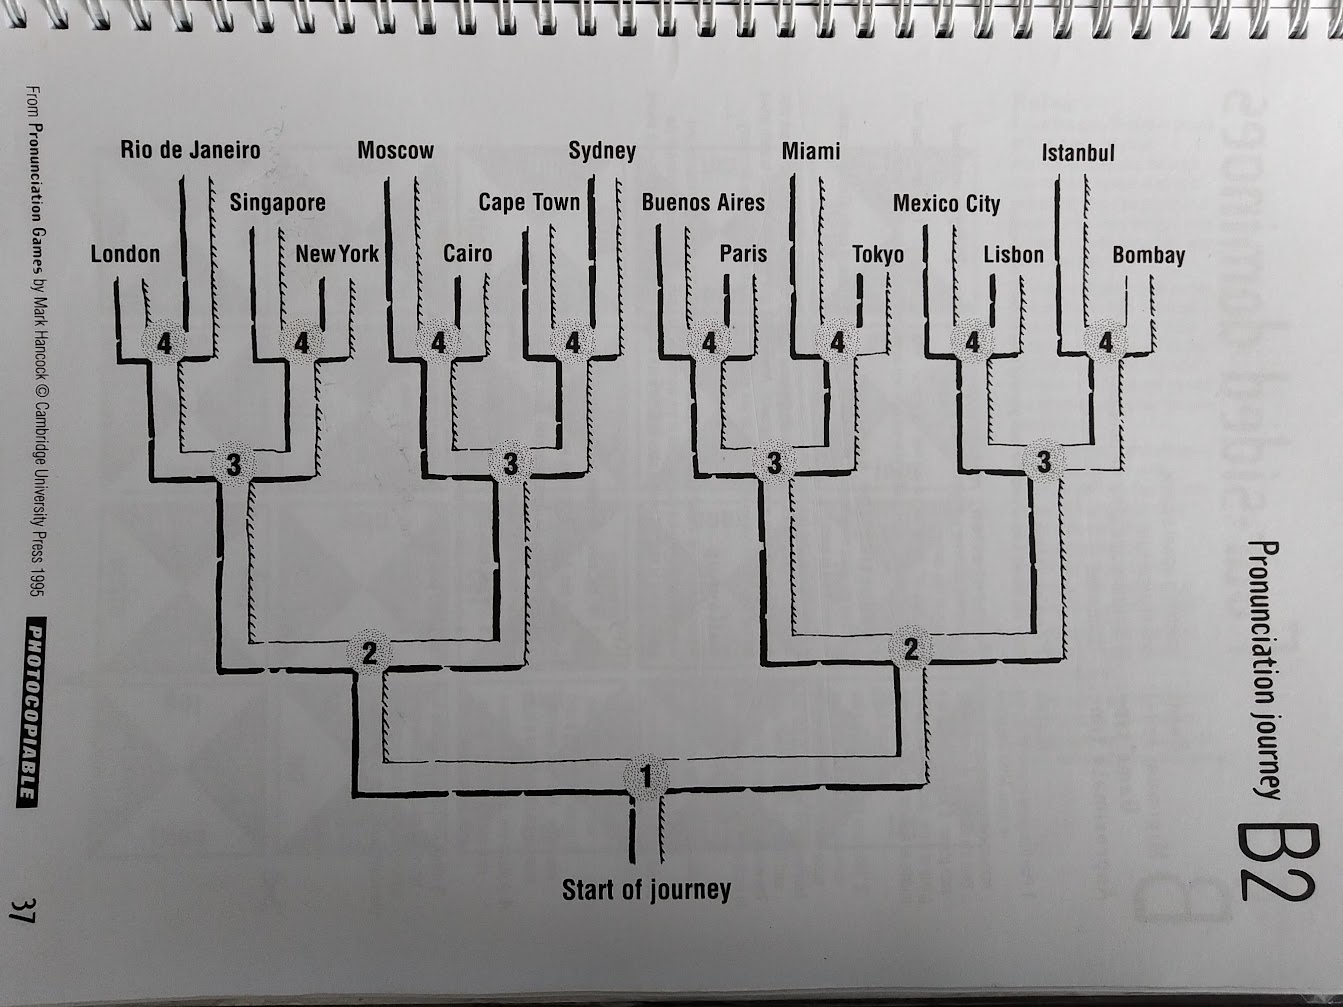 Rio de Janeiro
Moscow
Sydney
Miami
Istanbul
Singapore
Cape Town
Buenos Aires
Mexico City
London
New York
Cairo
Paris
Tokyo
Lisbon
Bombay
4 4 4 4 4 4 4 4
3 3 3 3
2 2
1
Start of journey
Pronunciation journey B2
From Pronunciation Games by Mark Hancock © Cambridge University Press 1995 PHOTOCOPIABLE 37